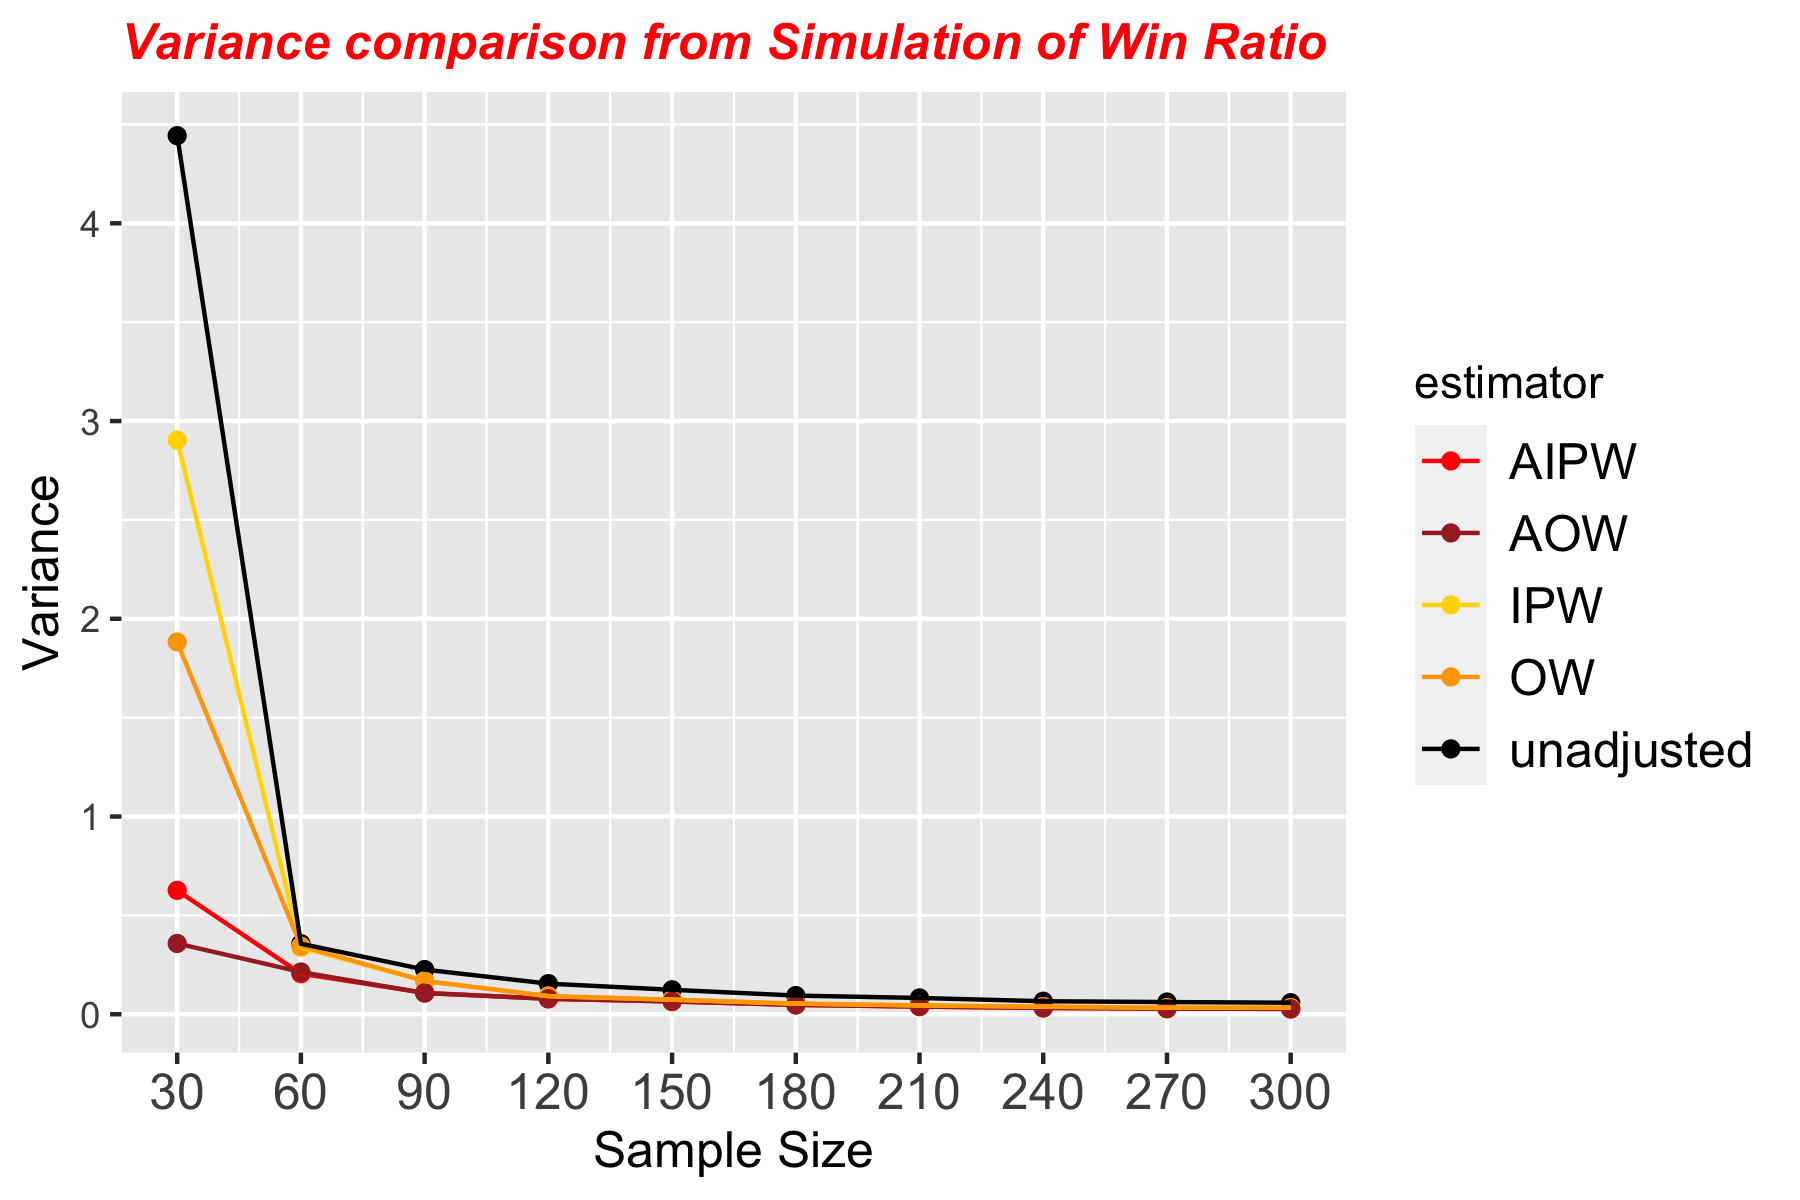 Variance comparison from Simulation of Win Ratio
Variance
4
3
2
1
0
30 60 90 120 150 180 210 240 270 300
Sample Size
estimator
AIPW
AOW
IPW
OW
unadjusted